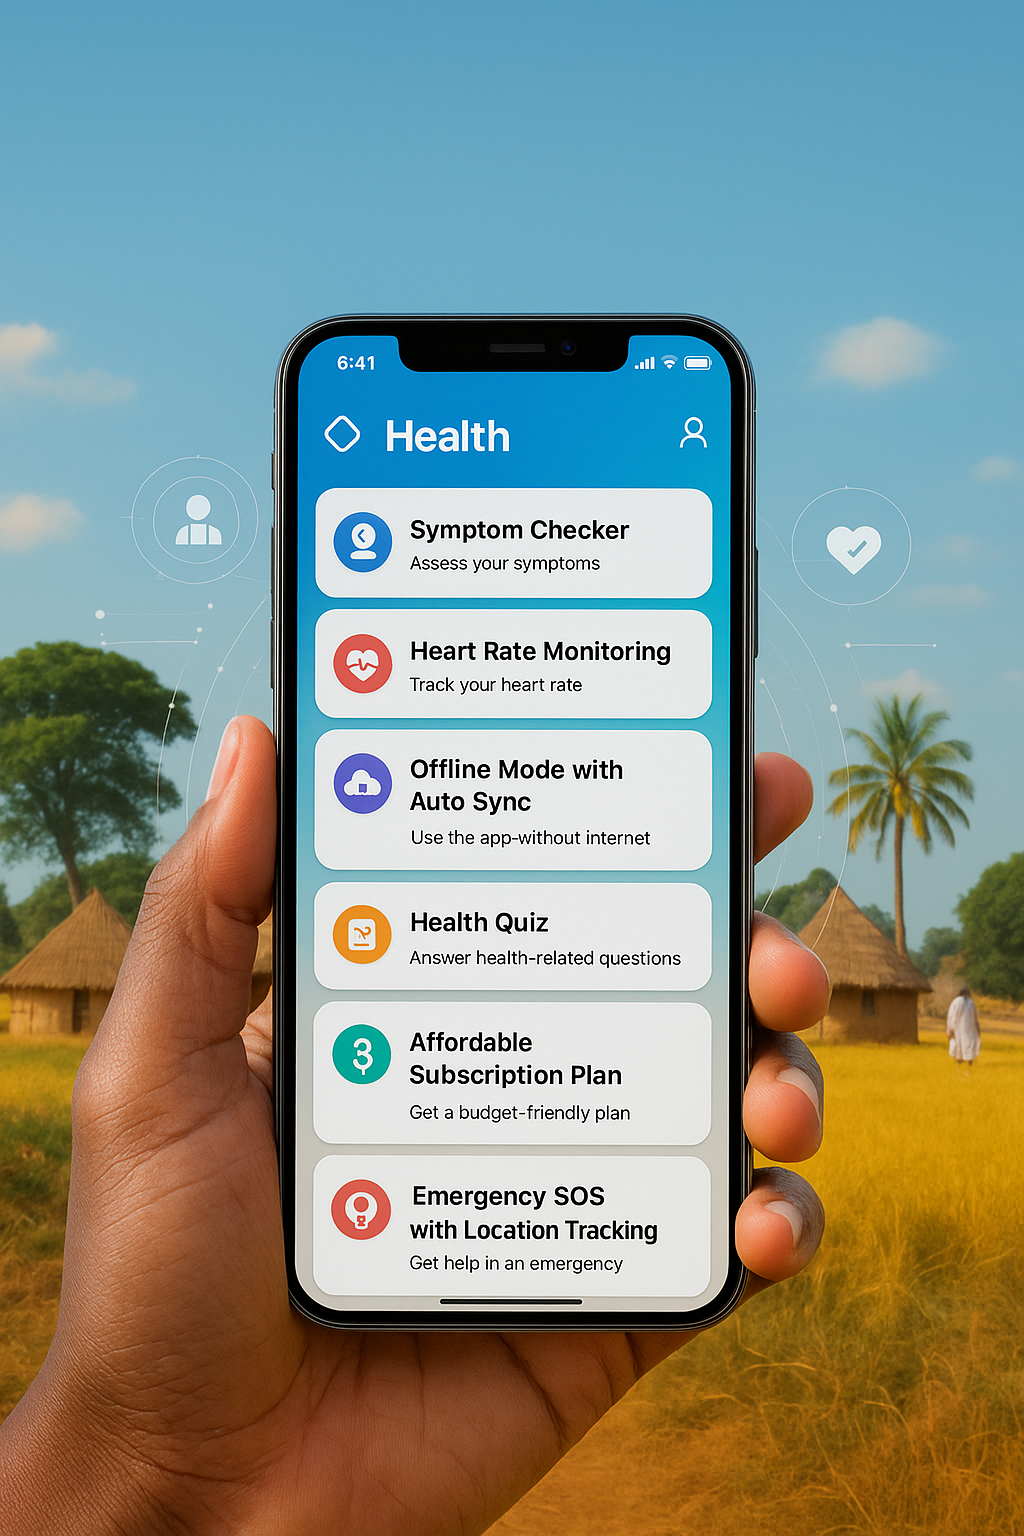 6:41
Health
Symptom Checker
Assess your symptoms
Heart Rate Monitoring
Track your heart rate
Offline Mode with
Auto Sync
Use the app-without internet
Health Quiz
Answer health-related questions
Affordable
Subscription Plan
Get a budget-friendly plan
Emergency SOS
with Location Tracking
Get help in an emergency